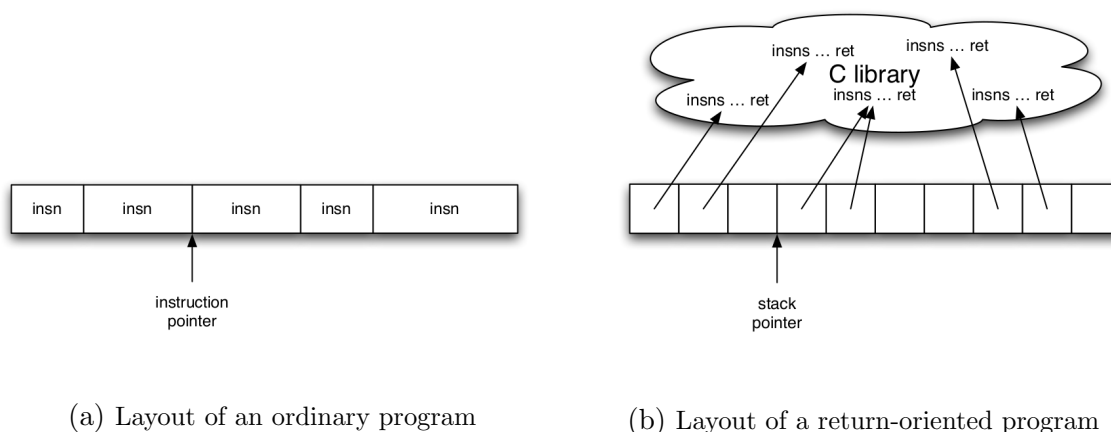 insn insn insn insn insn
instruction
pointer
(a) Layout of an ordinary program
insns ... ret insns ... ret
C library
insns ... ret insns ... ret insns ... ret
stack
pointer
(b) Layout of a return-oriented program